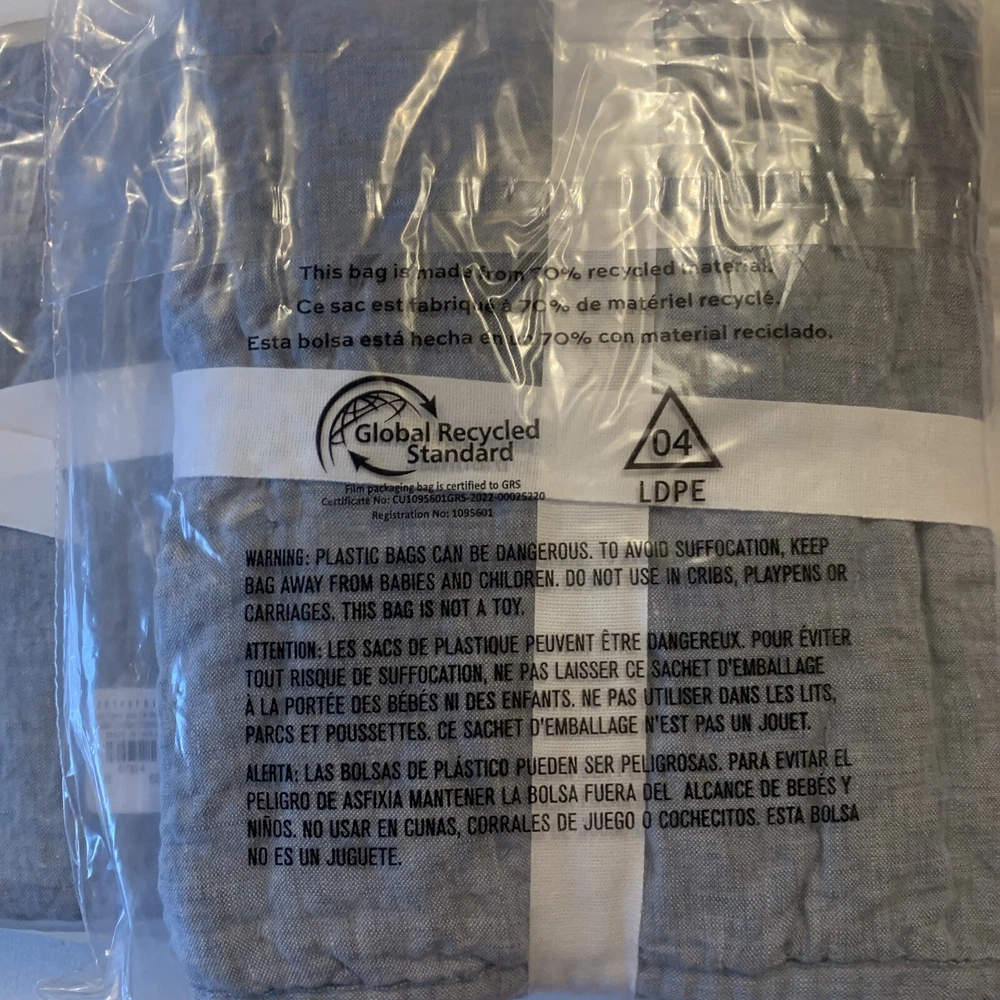 This bag is made from 70% recycled material.
Ce sac est fabriqué à 70% de matériel recyclé.
Esta bolsa está hecha en un 70% con material reciclado.
Global Recycled
Standard
Film packaging bag is certified to GRS
Certificate No: CU1095601GRS-2022-00025220
Registration No: 1095601
04
LDPE
WARNING: PLASTIC BAGS CAN BE DANGEROUS. TO AVOID SUFFOCATION, KEEP
BAG AWAY FROM BABIES AND CHILDREN. DO NOT USE IN CRIBS, PLAYPENS OR
CARRIAGES. THIS BAG IS NOT A TOY.
ATTENTION: LES SACS DE PLASTIQUE PEUVENT ÊTRE DANGEREUX. POUR ÉVITER
TOUT RISQUE DE SUFFOCATION, NE PAS LAISSER CE SACHET D'EMBALLAGE
À LA PORTÉE DES BÉBÉS NI DES ENFANTS. NE PAS UTILISER DANS LES LITS,
PARCS ET POUSSETTES. CE SACHET D'EMBALLAGE N'EST PAS UN JOUET.
ALERTA: LAS BOLSAS DE PLÁSTICO PUEDEN SER PELIGROSAS. PARA EVITAR EL
PELIGRO DE ASFIXIA MANTENER LA BOLSA FUERA DEL ALCANCE DE BEBÉS Y
NIÑOS. NO USAR EN CUNAS, CORRALES DE JUEGO O COCHECITOS. ESTA BOLSA
NO ES UN JUGUETE.